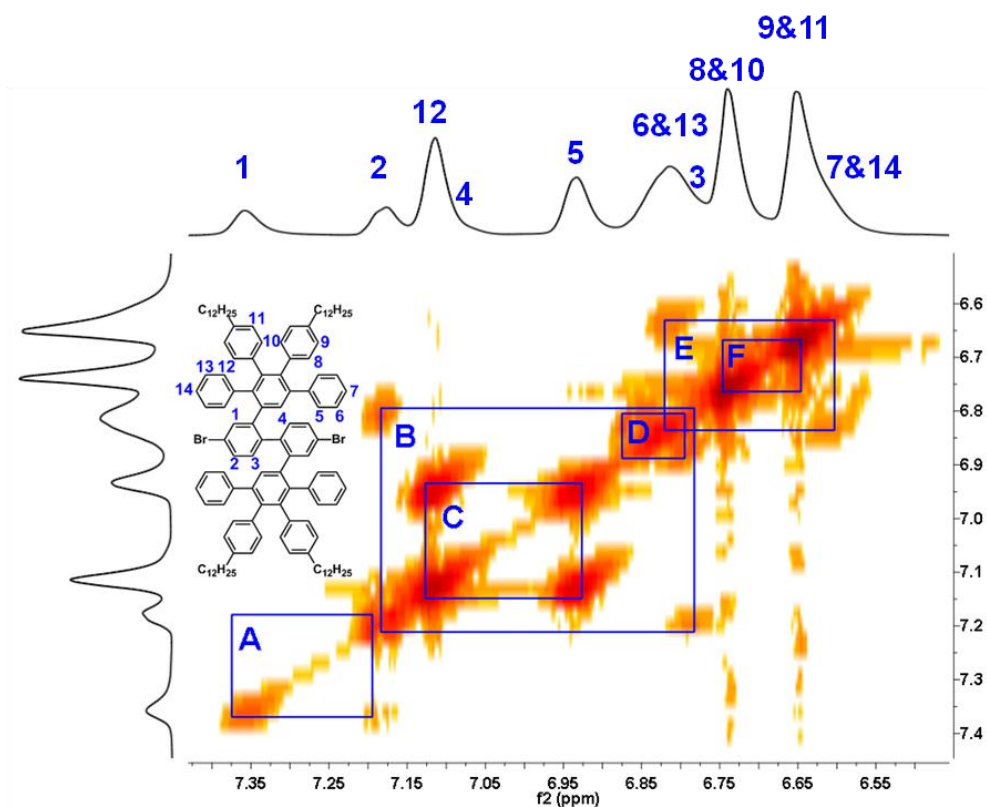 9&11
8&10
12
6&13
1
2
5
3
7&14
4
C₁₂H₂₅
C₁₂H₂₅
11
10
9
8
13
12
14
7
5
6
1
4
Br
Br
2
3
C₁₂H₂₅
C₁₂H₂₅
A
B
C
D
E
F
6.6
6.7
6.8
6.9
7.0
7.1
7.2
7.3
7.4
7.35 7.25 7.15 7.05 6.95 6.85 6.75 6.65 6.55
f2 (ppm)